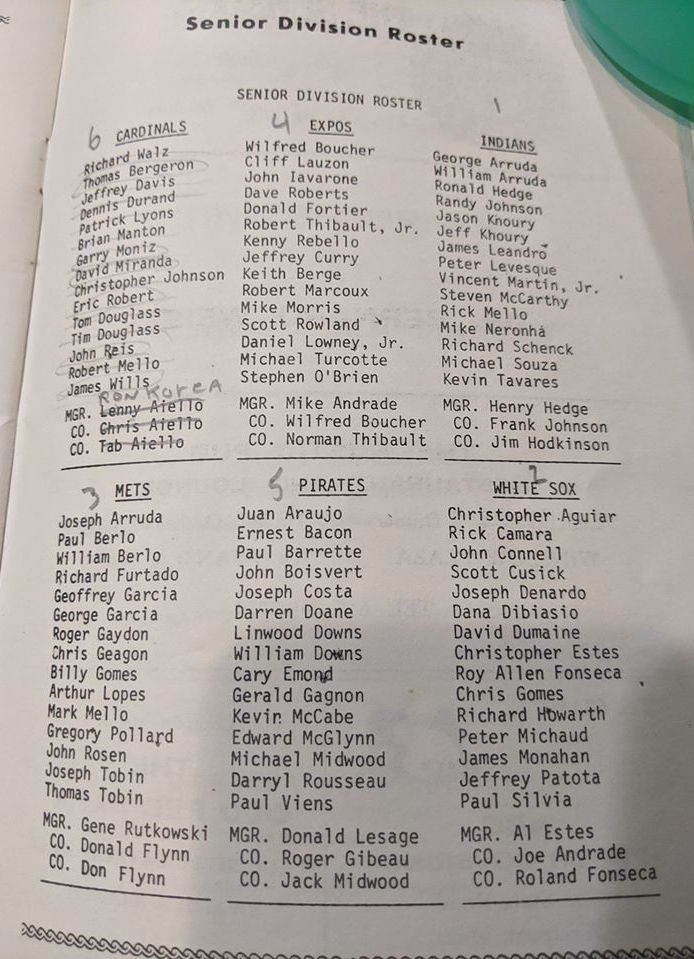 Senior Division Roster
SENIOR DIVISION ROSTER
1
6 CARDINALS
Richard Walz
Thomas Bergeron
Jeffrey Davis
Dennis Durand
Patrick Lyons
Brian Manton
Garry Moniz
David Miranda
Christopher Johnson
Eric Robert
Tom Douglass
Tim Douglass
John Reis
Robert Mello
James Wills
RON KOREA
MGR. Lenny Aiello
CO. Chris Aiello
CO. Tab Aiello
4 EXPOS
Wilfred Boucher
Cliff Lauzon
John Iavarone
Dave Roberts
Donald Fortier
Robert Thibault, Jr.
Kenny Rebello
Jeffrey Curry
Keith Berge
Robert Marcoux
Mike Morris
Scott Rowland
Daniel Lowney, Jr.
Michael Turcotte
Stephen O'Brien
MGR. Mike Andrade
CO. Wilfred Boucher
CO. Norman Thibault
INDIANS
George Arruda
William Arruda
Ronald Hedge
Randy Johnson
Jason Knoury
Jeff Khoury
James Leandro
Peter Levesque
Vincent Martin, Jr.
Steven McCarthy
Rick Mello
Mike Neronha
Richard Schenck
Michael Souza
Kevin Tavares
MGR. Henry Hedge
CO. Frank Johnson
CO. Jim Hodkinson
3 METS
Joseph Arruda
Paul Berlo
William Berlo
Richard Furtado
Geoffrey Garcia
George Garcia
Roger Gaydon
Chris Geagon
Billy Gomes
Arthur Lopes
Mark Mello
Gregory Pollard
John Rosen
Joseph Tobin
Thomas Tobin
MGR. Gene Rutkowski
CO. Donald Flynn
CO. Don Flynn
5 PIRATES
Juan Araujo
Ernest Bacon
Paul Barrette
John Boisvert
Joseph Costa
Darren Doane
Linwood Downs
William Downs
Cary Emond
Gerald Gagnon
Kevin McCabe
Edward McGlynn
Michael Midwood
Darryl Rousseau
Paul Viens
MGR. Donald Lesage
CO. Roger Gibeau
CO. Jack Midwood
2
WHITE SOX
Christopher Aguiar
Rick Camara
John Connell
Scott Cusick
Joseph Denardo
Dana Dibiasio
David Dumaine
Christopher Estes
Roy Allen Fonseca
Chris Gomes
Richard Howarth
Peter Michaud
James Monahan
Jeffrey Patota
Paul Silvia
MGR. Al Estes
CO. Joe Andrade
CO. Roland Fonseca